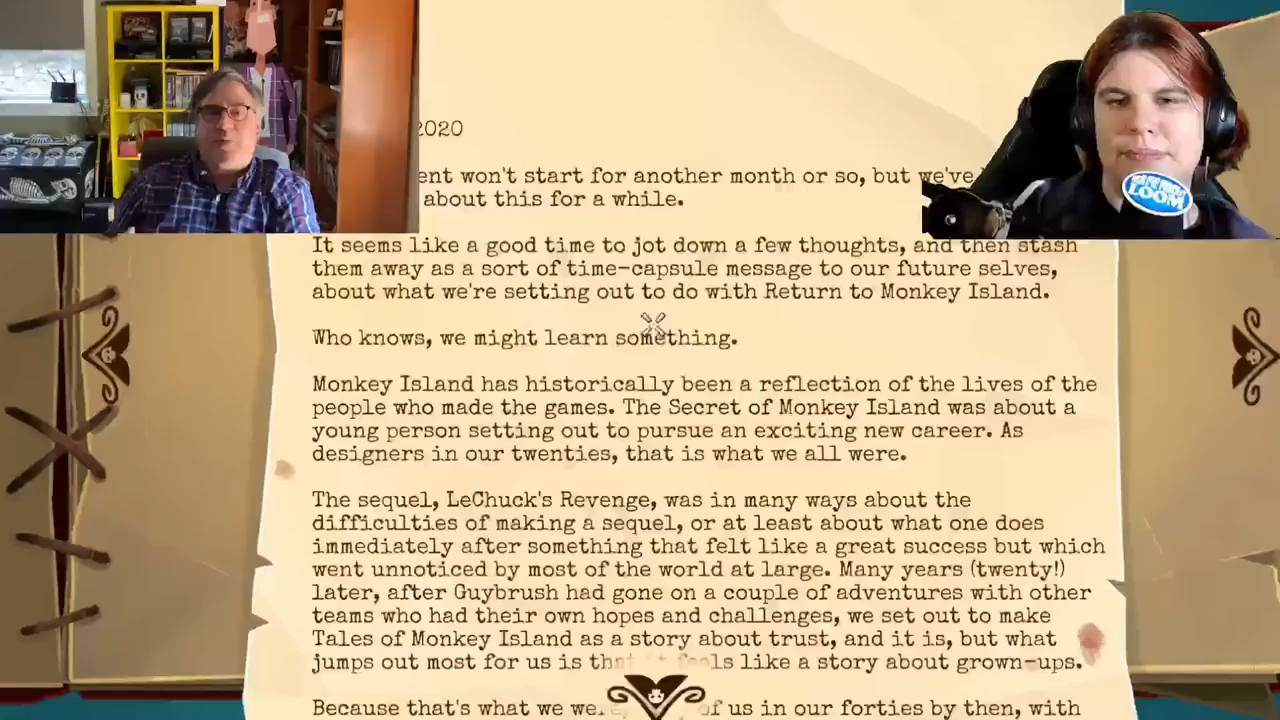 2020
ent won't start for another month or so, but we've
about this for a while.
It seems like a good time to jot down a few thoughts, and then stash
them away as a sort of time-capsule message to our future selves,
about what we're setting out to do with Return to Monkey Island.
Who knows, we might learn something.
Monkey Island has historically been a reflection of the lives of the
people who made the games. The Secret of Monkey Island was about a
young person setting out to pursue an exciting new career. As
designers in our twenties, that is what we all were.
The sequel, LeChuck's Revenge, was in many ways about the
difficulties of making a sequel, or at least about what one does
immediately after something that felt like a great success but which
went unnoticed by most of the world at large. Many years (twenty!)
later, after Guybrush had gone on a couple of adventures with other
teams who had their own hopes and challenges, we set out to make
Tales of Monkey Island as a story about trust, and it is, but what
jumps out most for us is that it feels like a story about grown-ups.
Because that's what we of us in our forties by then, with
ASK ME ABOUT
LOOM